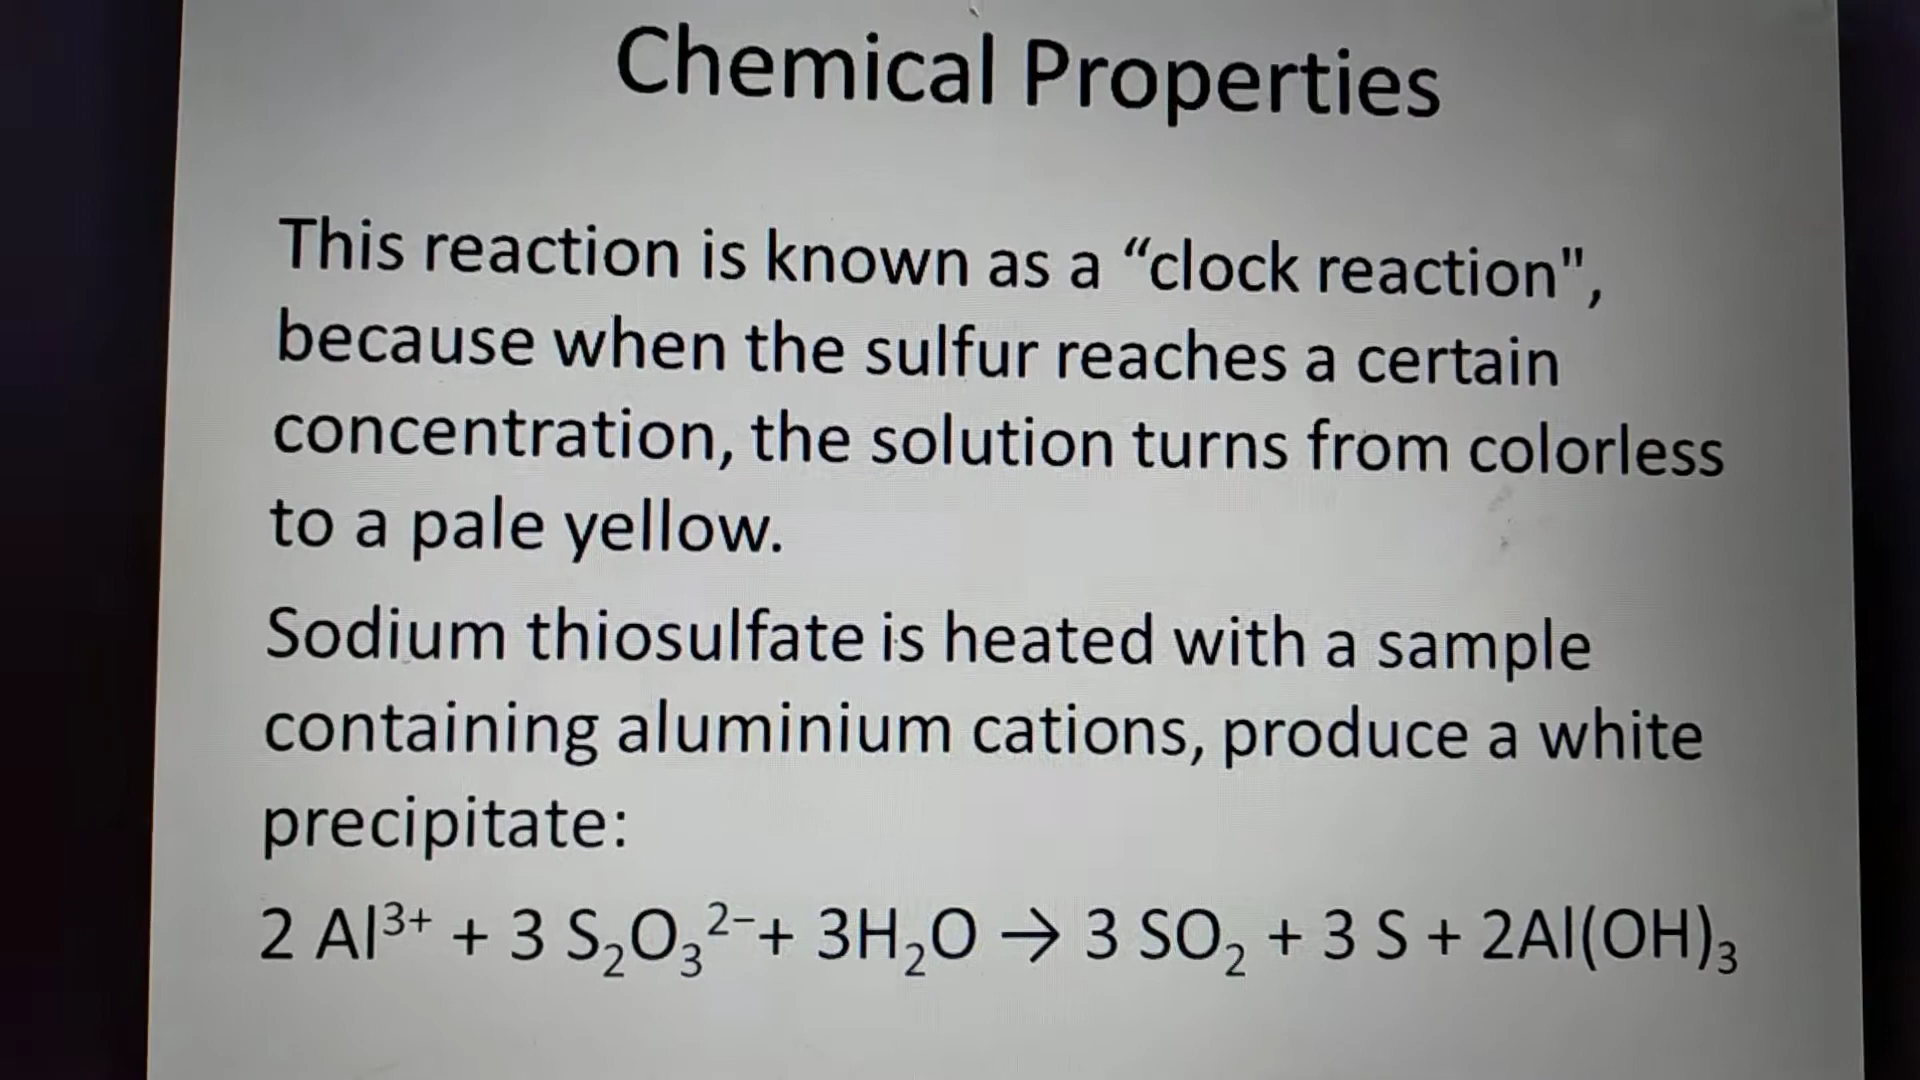 Chemical Properties
This reaction is known as a “clock reaction",
because when the sulfur reaches a certain
concentration, the solution turns from colorless
to a pale yellow.
Sodium thiosulfate is heated with a sample
containing aluminium cations, produce a white
precipitate:
2 Al³⁺ + 3 S₂O₃²⁻+ 3H₂O → 3 SO₂ + 3 S + 2Al(OH)₃